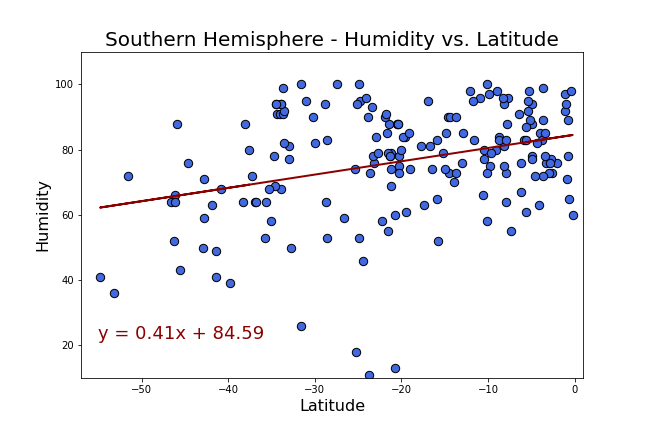 Southern Hemisphere - Humidity vs. Latitude
100
80
60
40
20
Humidity
y = 0.41x + 84.59
−50 −40 −30 −20 −10 0
Latitude